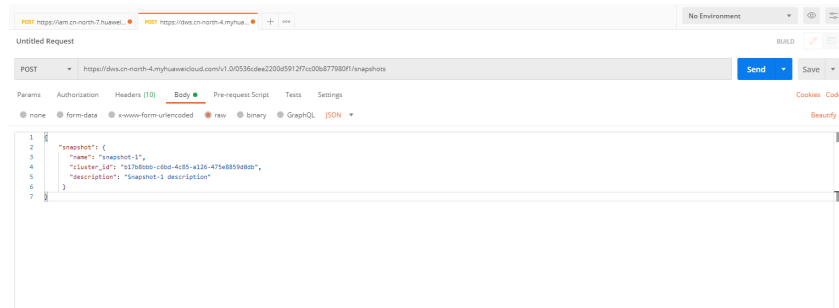 POST https://iam.cn-north-7.huawei... POST https://dws.cn-north-4.myhua... + ooo No Environment
Untitled Request BUILD
POST https://dws.cn-north-4.myhuaweicloud.com/v1.0/0536cdee2200d5912f7cc00b877980f1/snapshots Send Save
Params Authorization Headers (10) Body Pre-request Script Tests Settings Cookies Code
none form-data x-www-form-urlencoded raw binary GraphQL JSON Beautify
1 {
2 "snapshot": {
3 "name": "snapshot-1",
4 "cluster_id": "b17b8bbb-c6bd-4c85-a126-475e8859d8db",
5 "description": "Snapshot-1 description"
6 }
7 }